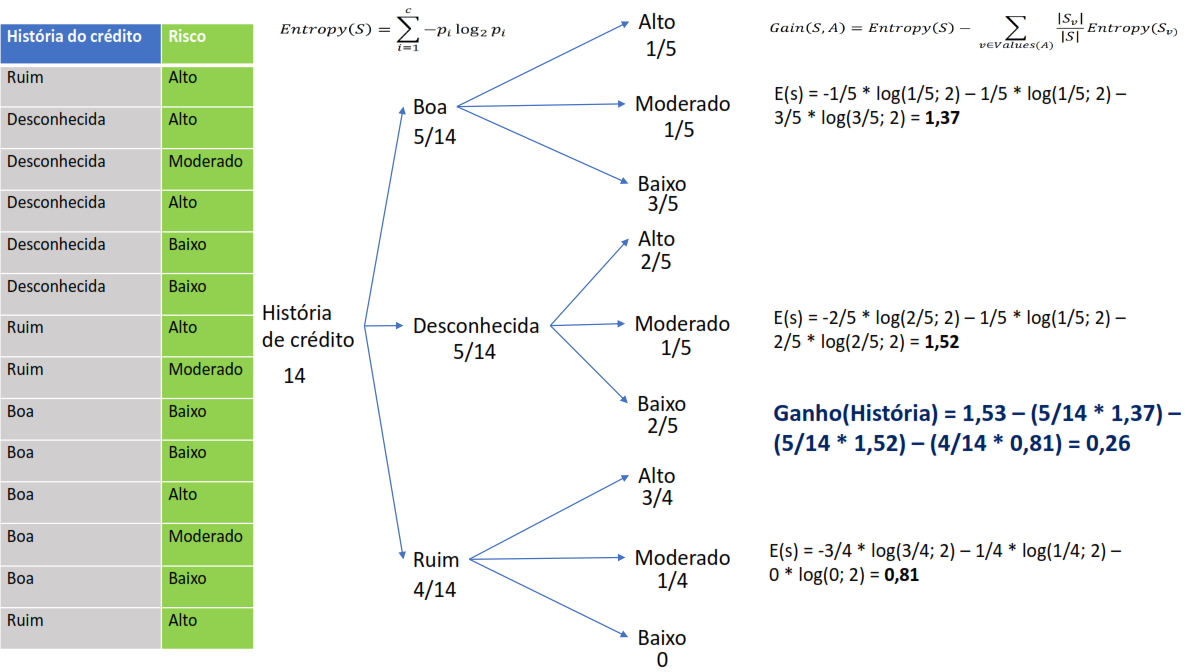 História do crédito Risco
Ruim Alto
Desconhecida Alto
Desconhecida Moderado
Desconhecida Alto
Desconhecida Baixo
Desconhecida Baixo
Ruim Alto
Ruim Moderado
Boa Baixo
Boa Baixo
Boa Alto
Boa Moderado
Boa Baixo
Ruim Alto
Entropy(S) = ∑_{i=1}^{c} −p_i log_2 p_i
História
de crédito
14
Boa
5/14
Alto
1/5
Moderado
1/5
Baixo
3/5
Desconhecida
5/14
Alto
2/5
Moderado
1/5
Baixo
2/5
Ruim
4/14
Alto
3/4
Moderado
1/4
Baixo
0
Gain(S, A) = Entropy(S) − ∑_{v∈Values(A)} |S_v|/|S| Entropy(S_v)
E(s) = -1/5 * log(1/5; 2) – 1/5 * log(1/5; 2) –
3/5 * log(3/5; 2) = 1,37
E(s) = -2/5 * log(2/5; 2) – 1/5 * log(1/5; 2) –
2/5 * log(2/5; 2) = 1,52
Ganho(História) = 1,53 – (5/14 * 1,37) –
(5/14 * 1,52) – (4/14 * 0,81) = 0,26
E(s) = -3/4 * log(3/4; 2) – 1/4 * log(1/4; 2) –
0 * log(0; 2) = 0,81